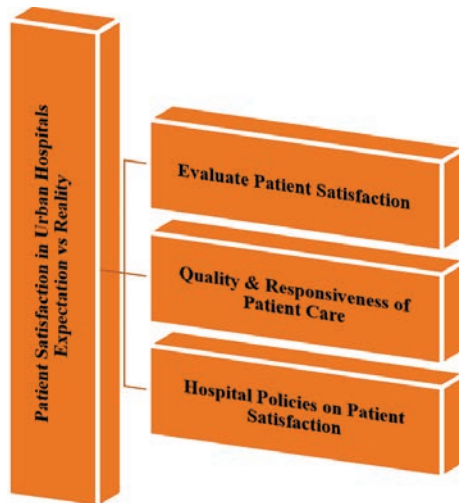 Patient Satisfaction in Urban Hospitals
Expectation vs Reality
Evaluate Patient Satisfaction
Quality & Responsiveness of
Patient Care
Hospital Policies on Patient
Satisfaction